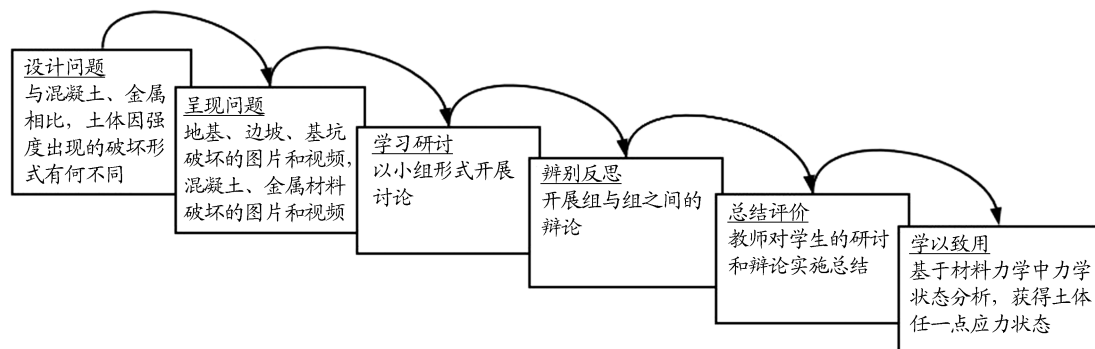 设计问题
与混凝土、金属
相比，土体因强
度出现的破坏形
式有何不同
呈现问题
地基、边坡、基坑
破坏的图片和视频，
混凝土、金属材料
破坏的图片和视频
学习研讨
以小组形式开展
讨论
辨别反思
开展组与组之间的
辩论
总结评价
教师对学生的研讨
和辩论实施总结
学以致用
基于材料力学中力学
状态分析，获得土体
任一点应力状态